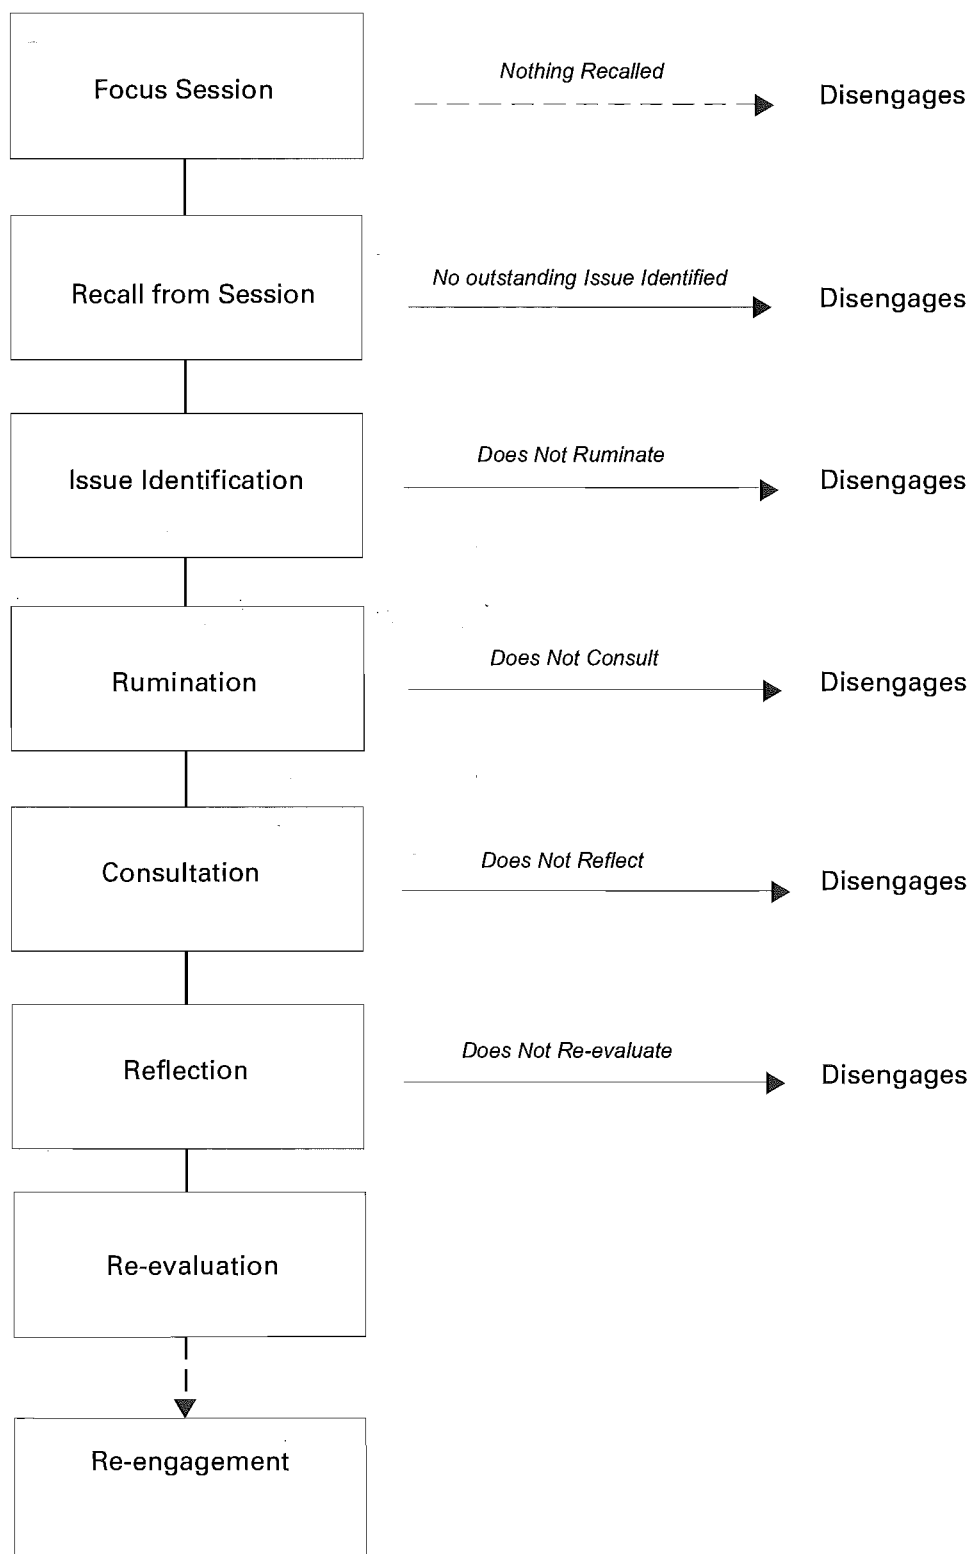 Focus Session
Nothing Recalled
Disengages
Recall from Session
No outstanding Issue Identified
Disengages
Issue Identification
Does Not Ruminate
Disengages
Rumination
Does Not Consult
Disengages
Consultation
Does Not Reflect
Disengages
Reflection
Does Not Re-evaluate
Disengages
Re-evaluation
Re-engagement